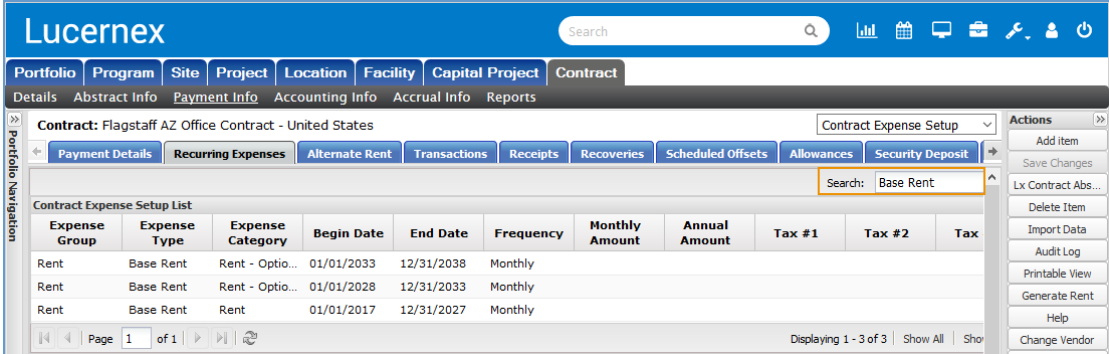 Lucernex
Search
Portfolio Program Site Project Location Facility Capital Project Contract
Details Abstract Info Payment Info Accounting Info Accrual Info Reports
Portfolio Navigation
Contract: Flagstaff AZ Office Contract - United States
Contract Expense Setup
Payment Details Recurring Expenses Alternate Rent Transactions Receipts Recoveries Scheduled Offsets Allowances Security Deposit
Search: Base Rent
Contract Expense Setup List
Expense Group Expense Type Expense Category Begin Date End Date Frequency Monthly Amount Annual Amount Tax #1 Tax #2 Tax
Rent Base Rent Rent - Optio... 01/01/2033 12/31/2038 Monthly
Rent Base Rent Rent - Optio... 01/01/2028 12/31/2033 Monthly
Rent Base Rent Rent 01/01/2017 12/31/2027 Monthly
Page 1 of 1 Displaying 1 - 3 of 3 Show All Sho
Actions
Add item
Save Changes
Lx Contract Abs...
Delete Item
Import Data
Audit Log
Printable View
Generate Rent
Help
Change Vendor